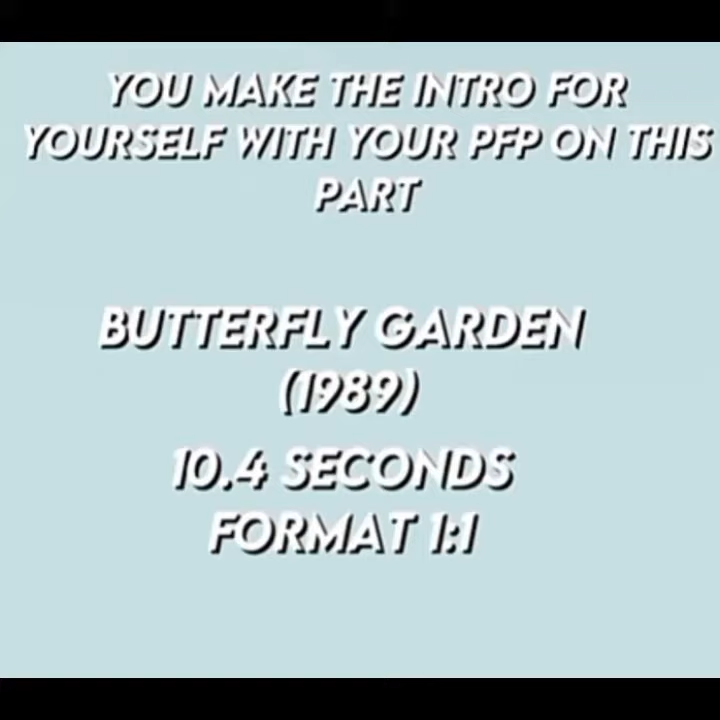 YOU MAKE THE INTRO FOR
YOURSELF WITH YOUR PFP ON THIS
PART
BUTTERFLY GARDEN
(1989)
10.4 SECONDS
FORMAT 1:1